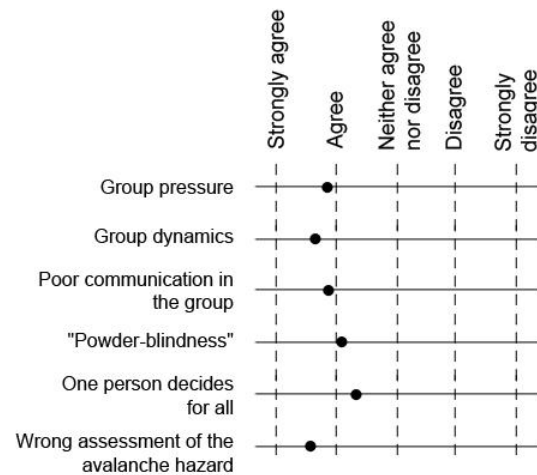 Strongly agree
Agree
Neither agree
nor disagree
Disagree
Strongly
disagree
Group pressure
Group dynamics
Poor communication in
the group
"Powder-blindness"
One person decides
for all
Wrong assessment of the
avalanche hazard